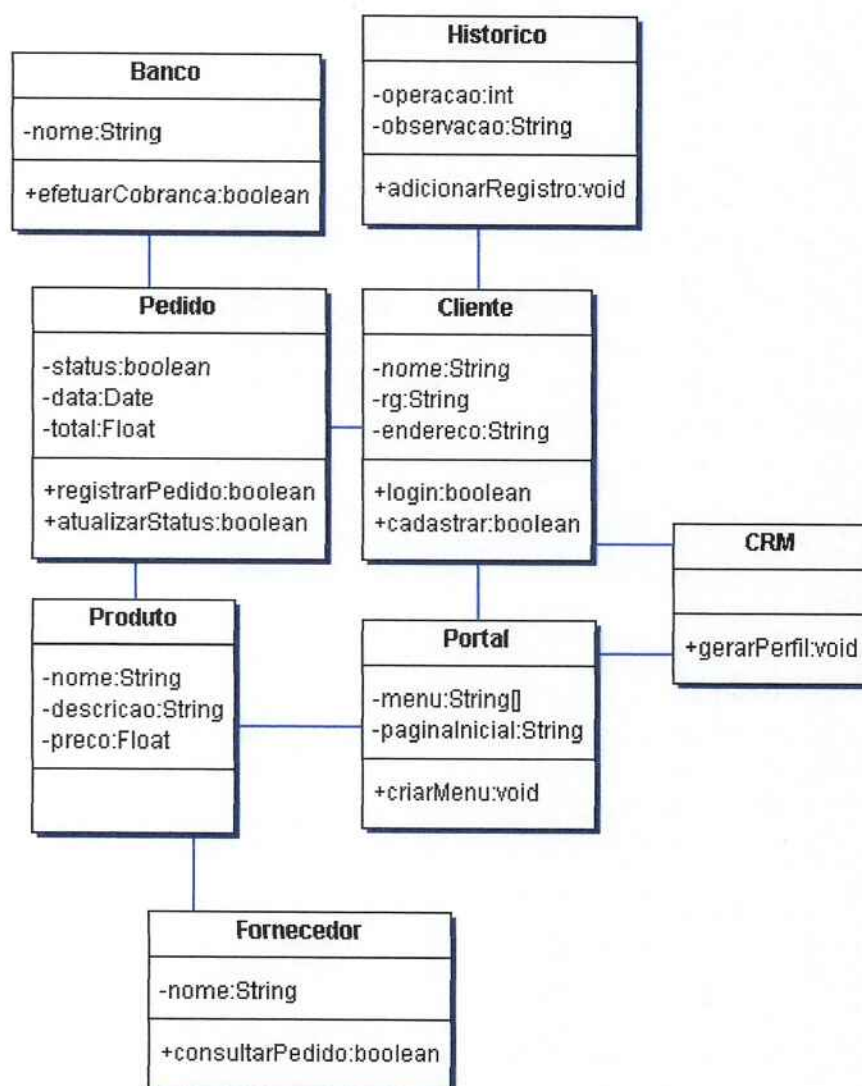 Banco
-nome:String
+efetuarCobranca:boolean
Historico
-operacao:int
-observacao:String
+adicionarRegistro:void
Pedido
-status:boolean
-data:Date
-total:Float
+registrarPedido:boolean
+atualizarStatus:boolean
Cliente
-nome:String
-rg:String
-endereco:String
+login:boolean
+cadastrar:boolean
CRM
+gerarPerfil:void
Produto
-nome:String
-descricao:String
-preco:Float
Portal
-menu:String[]
-paginaInicial:String
+criarMenu:void
Fornecedor
-nome:String
+consultarPedido:boolean